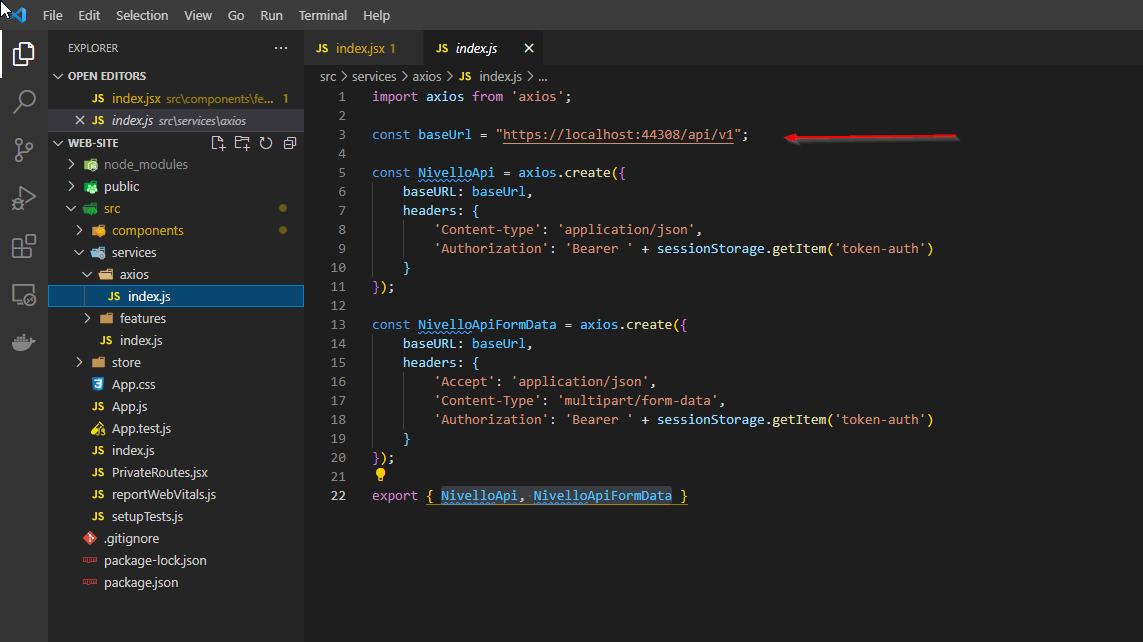 File Edit Selection View Go Run Terminal Help
EXPLORER ...
OPEN EDITORS
JS index.jsx src\components\fe... 1
JS index.js src\services\axios
WEB-SITE
node_modules
public
src
components
services
axios
JS index.js
features
JS index.js
store
App.css
JS App.js
App.test.js
JS index.js
JS PrivateRoutes.jsx
JS reportWebVitals.js
JS setupTests.js
.gitignore
package-lock.json
package.json
JS index.jsx 1 JS index.js
src > services > axios > JS index.js > ...
1 import axios from 'axios';
2
3 const baseUrl = "https://localhost:44308/api/v1";
4
5 const NivelloApi = axios.create({
6 baseURL: baseUrl,
7 headers: {
8 'Content-type': 'application/json',
9 'Authorization': 'Bearer ' + sessionStorage.getItem('token-auth')
10 }
11 });
12
13 const NivelloApiFormData = axios.create({
14 baseURL: baseUrl,
15 headers: {
16 'Accept': 'application/json',
17 'Content-Type': 'multipart/form-data',
18 'Authorization': 'Bearer ' + sessionStorage.getItem('token-auth')
19 }
20 });
21
22 export { NivelloApi, NivelloApiFormData }